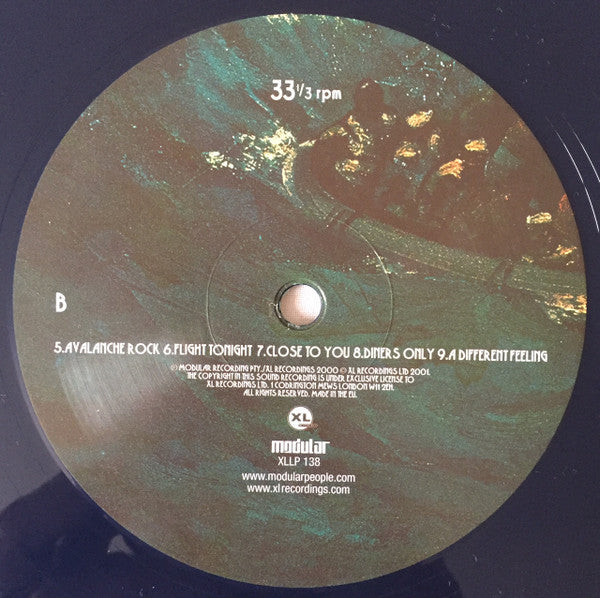 33 1/3 rpm
B
5.AVALANCHE ROCK 6.FLIGHT TONIGHT 7.CLOSE TO YOU 8.DINERS ONLY 9.A DIFFERENT FEELING
℗ MODULAR RECORDING PTY./XL RECORDINGS 2000 © XL RECORDINGS LTD 2001.
THE COPYRIGHT IN THIS SOUND RECORDING IS UNDER EXCLUSIVE LICENSE TO
XL RECORDINGS LTD. 1 CODRINGTON MEWS LONDON W11 2EH.
ALL RIGHTS RESERVED. MADE IN THE EU.
XL
modular
XLLP 138
www.modularpeople.com
www.xlrecordings.com